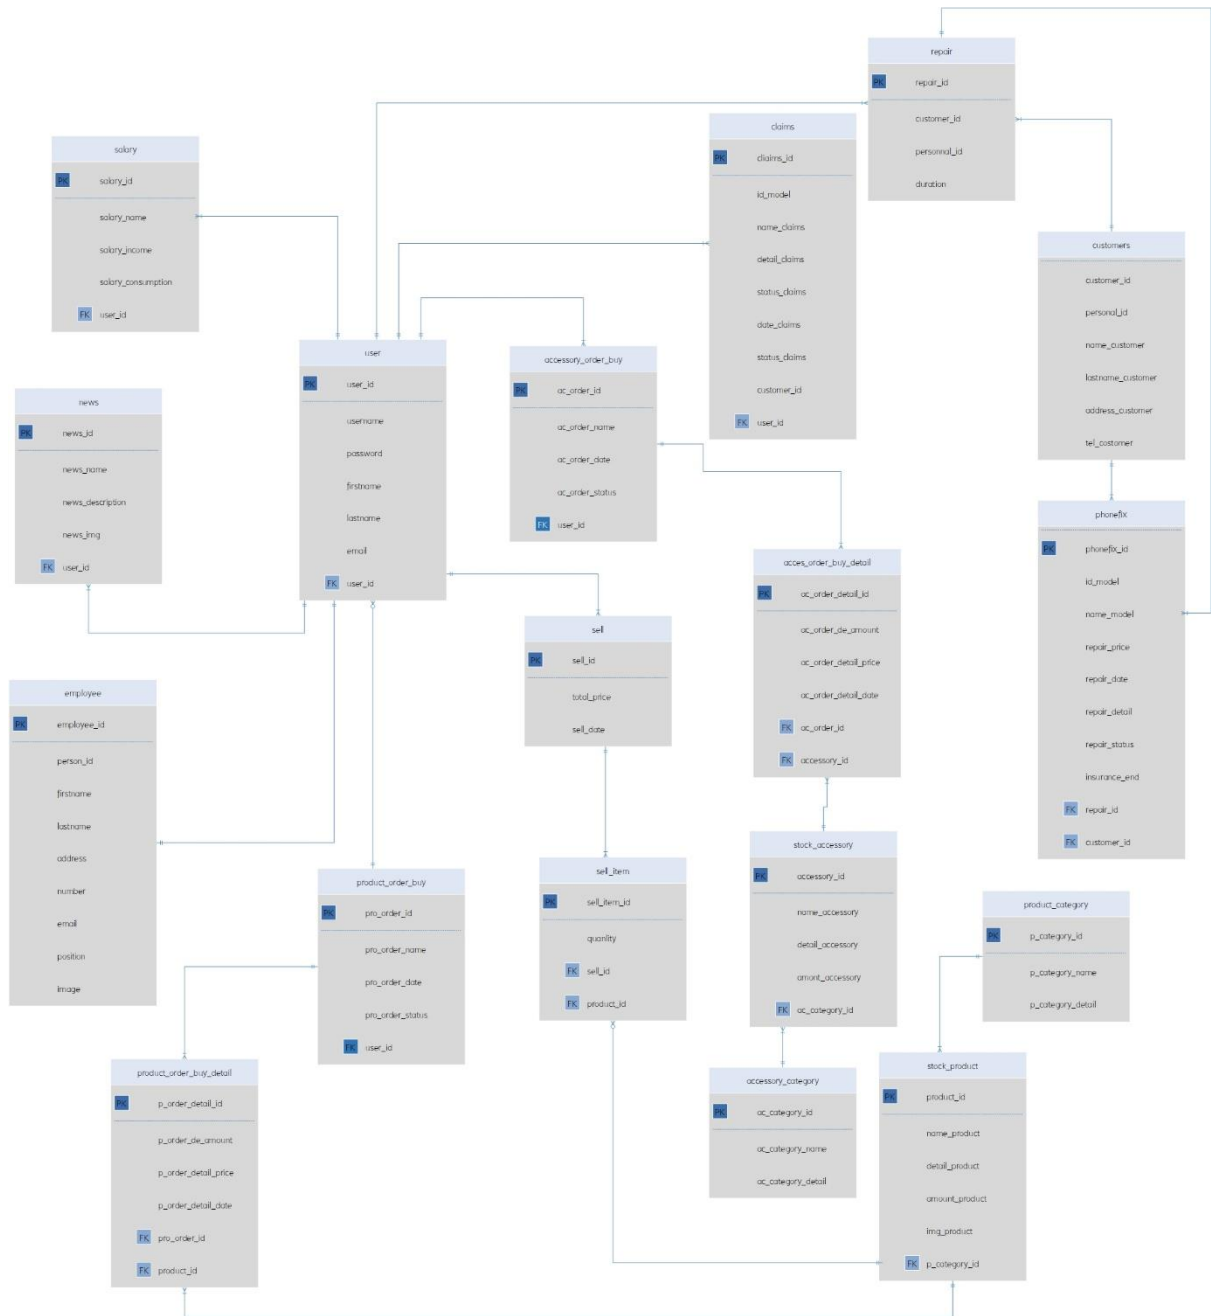 repair
PK repair_id
customer_id
personnal_id
duration
claims
PK cliaims_id
id_model
name_claims
detail_claims
status_claims
date_claims
status_claims
customer_id
FK user_id
salary
PK salary_id
salary_name
salary_income
salary_consumption
FK user_id
customers
customer_id
personal_id
name_customer
lastname_customer
address_customer
tel_costomer
user
PK user_id
username
password
firstname
lastname
email
FK user_id
accessory_order_buy
PK ac_order_id
ac_order_name
ac_order_date
ac_order_status
FK user_id
news
PK news_id
news_name
news_description
news_img
FK user_id
phonefix
PK phonefix_id
id_model
name_model
repair_price
repair_date
repair_detail
repair_status
insurance_end
FK repair_id
FK customer_id
acces_order_buy_detail
PK ac_order_detail_id
ac_order_de_amount
ac_order_detail_price
ac_order_detail_date
FK ac_order_id
FK accessory_id
sell
PK sell_id
total_price
sell_date
employee
PK employee_id
person_id
firstname
lastname
address
number
email
position
image
stock_accessory
PK accessory_id
name_accessory
detail_accessory
amont_accessory
FK ac_category_id
sell_item
PK sell_item_id
quanlity
FK sell_id
FK product_id
product_order_buy
PK pro_order_id
pro_order_name
pro_order_date
pro_order_status
FK user_id
product_category
PK p_category_id
p_category_name
p_category_detail
product_order_buy_detail
PK p_order_detail_id
p_order_de_amount
p_order_detail_price
p_order_detail_date
FK pro_order_id
FK product_id
accessory_category
PK ac_category_id
ac_category_name
ac_category_detail
stock_product
PK product_id
name_product
detail_product
amount_product
img_product
FK p_category_id